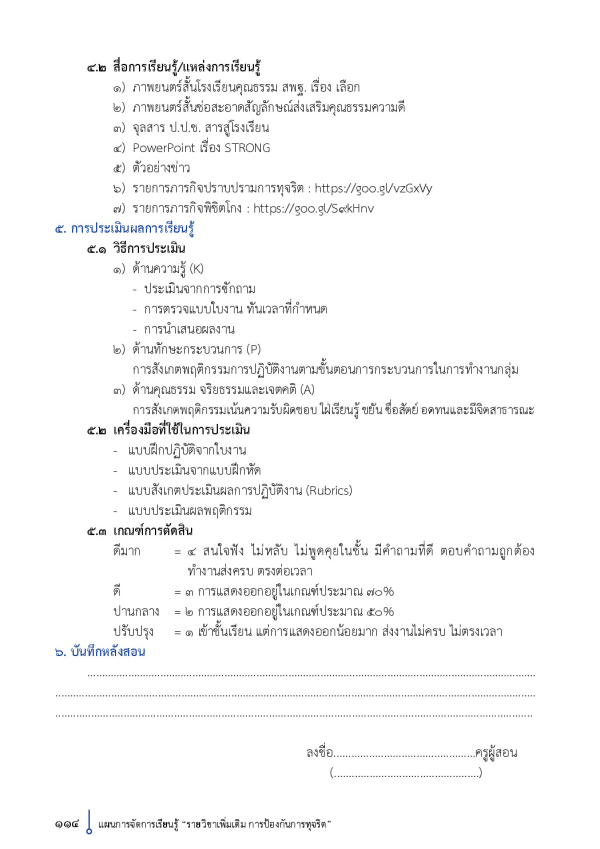 ๔.๒ สื่อการเรียนรู้/แหล่งการเรียนรู้
๑) ภาพยนตร์สั้นโรงเรียนคุณธรรม สพฐ. เรื่อง เลือก
๒) ภาพยนตร์สั้นช่อสะอาดสัญลักษณ์ส่งเสริมคุณธรรมความดี
๓) จุลสาร ป.ป.ช. สารสู่โรงเรียน
๔) PowerPoint เรื่อง STRONG
๕) ตัวอย่างข่าว
๖) รายการภารกิจปราบปรามการทุจริต : https://goo.gl/vzGxVy
๗) รายการภารกิจพิชิตโกง : https://goo.gl/S๙kHnv
๕. การประเมินผลการเรียนรู้
๕.๑ วิธีการประเมิน
๑) ด้านความรู้ (K)
- ประเมินจากการซักถาม
- การตรวจแบบใบงาน ทันเวลาที่กำหนด
- การนำเสนอผลงาน
๒) ด้านทักษะกระบวนการ (P)
การสังเกตพฤติกรรมการปฏิบัติงานตามขั้นตอนการกระบวนการในการทำงานกลุ่ม
๓) ด้านคุณธรรม จริยธรรมและเจตคติ (A)
การสังเกตพฤติกรรมเน้นความรับผิดชอบ ใฝ่เรียนรู้ ขยัน ซื่อสัตย์ อดทนและมีจิตสาธารณะ
๕.๒ เครื่องมือที่ใช้ในการประเมิน
- แบบฝึกปฏิบัติจากใบงาน
- แบบประเมินจากแบบฝึกหัด
- แบบสังเกตประเมินผลการปฏิบัติงาน (Rubrics)
- แบบประเมินผลพฤติกรรม
๕.๓ เกณฑ์การตัดสิน
ดีมาก = ๔ สนใจฟัง ไม่หลับ ไม่พูดคุยในชั้น มีคำถามที่ดี ตอบคำถามถูกต้อง
ทำงานส่งครบ ตรงต่อเวลา
ดี = ๓ การแสดงออกอยู่ในเกณฑ์ประมาณ ๗๐%
ปานกลาง = ๒ การแสดงออกอยู่ในเกณฑ์ประมาณ ๕๐%
ปรับปรุง = ๑ เข้าชั้นเรียน แต่การแสดงออกน้อยมาก ส่งงานไม่ครบ ไม่ตรงเวลา
๖. บันทึกหลังสอน
................................................................................
................................................................................
................................................................................
ลงชื่อ................................................ครูผู้สอน
(.................................................)
๑๑๔ แผนการจัดการเรียนรู้ “รายวิชาเพิ่มเติม การป้องกันการทุจริต”